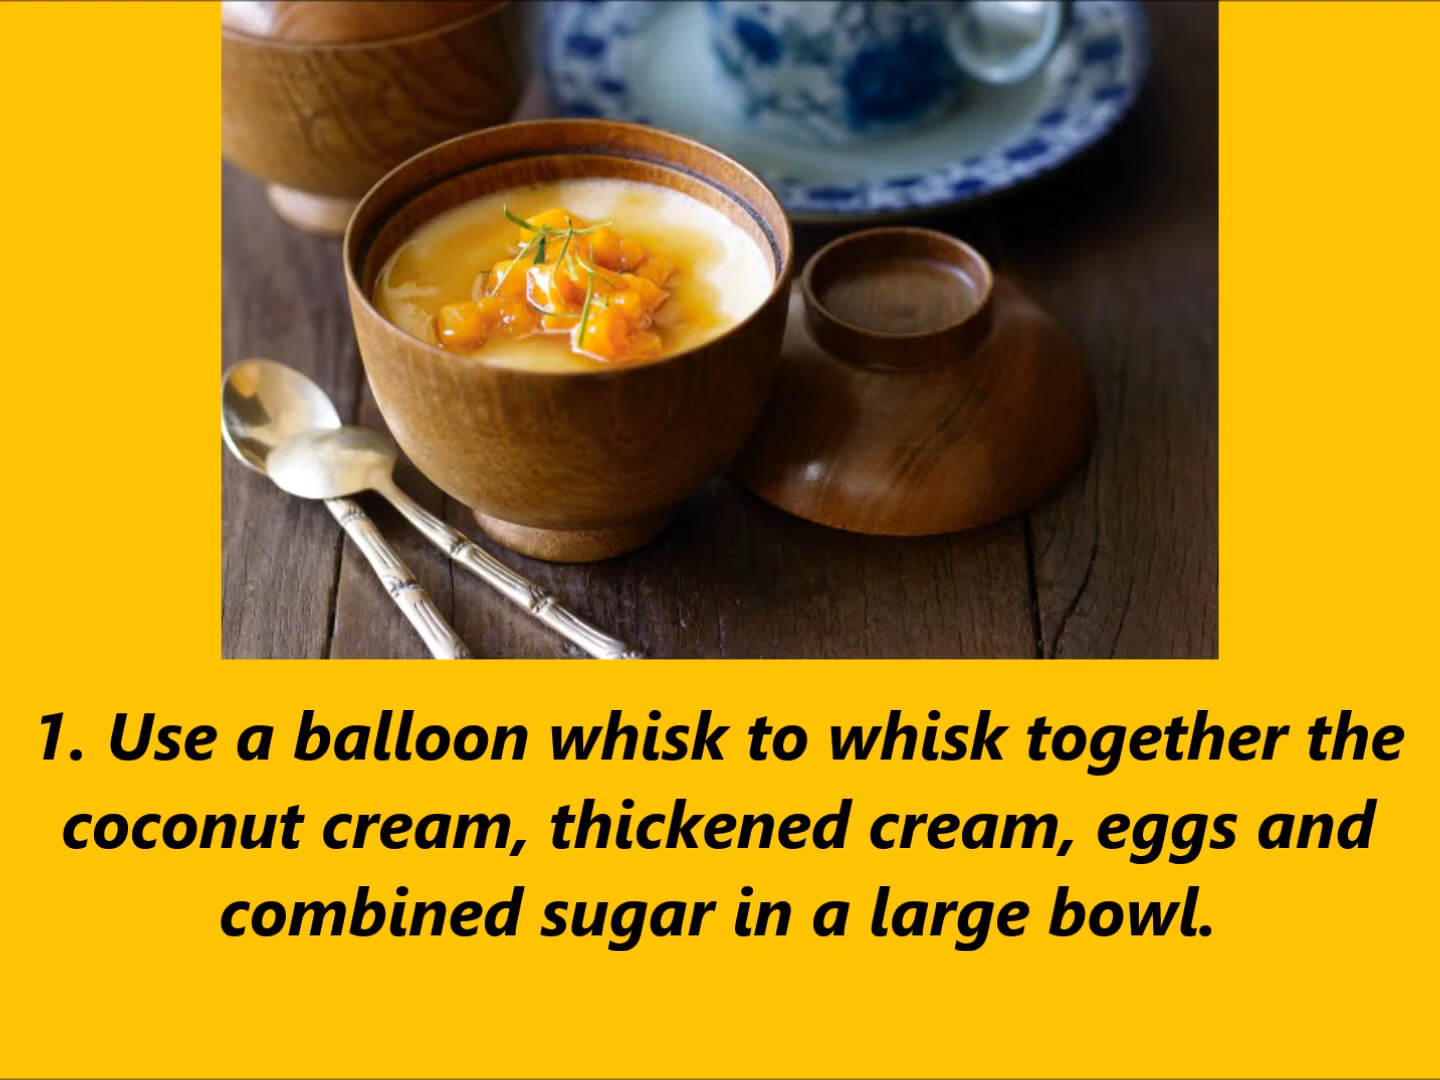 1. Use a balloon whisk to whisk together the
coconut cream, thickened cream, eggs and
combined sugar in a large bowl.